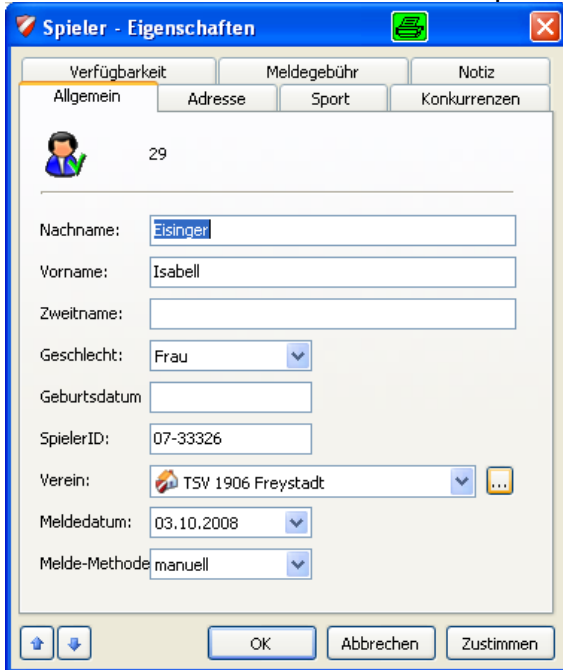 Spieler - Eigenschaften
Verfügbarkeit Meldegebühr Notiz
Allgemein Adresse Sport Konkurrenzen
29
Nachname: Eisinger
Vorname: Isabell
Zweitname:
Geschlecht: Frau
Geburtsdatum
SpielerID: 07-33326
Verein: TSV 1906 Freystadt ...
Meldedatum: 03.10.2008
Melde-Methode manuell
OK Abbrechen Zustimmen